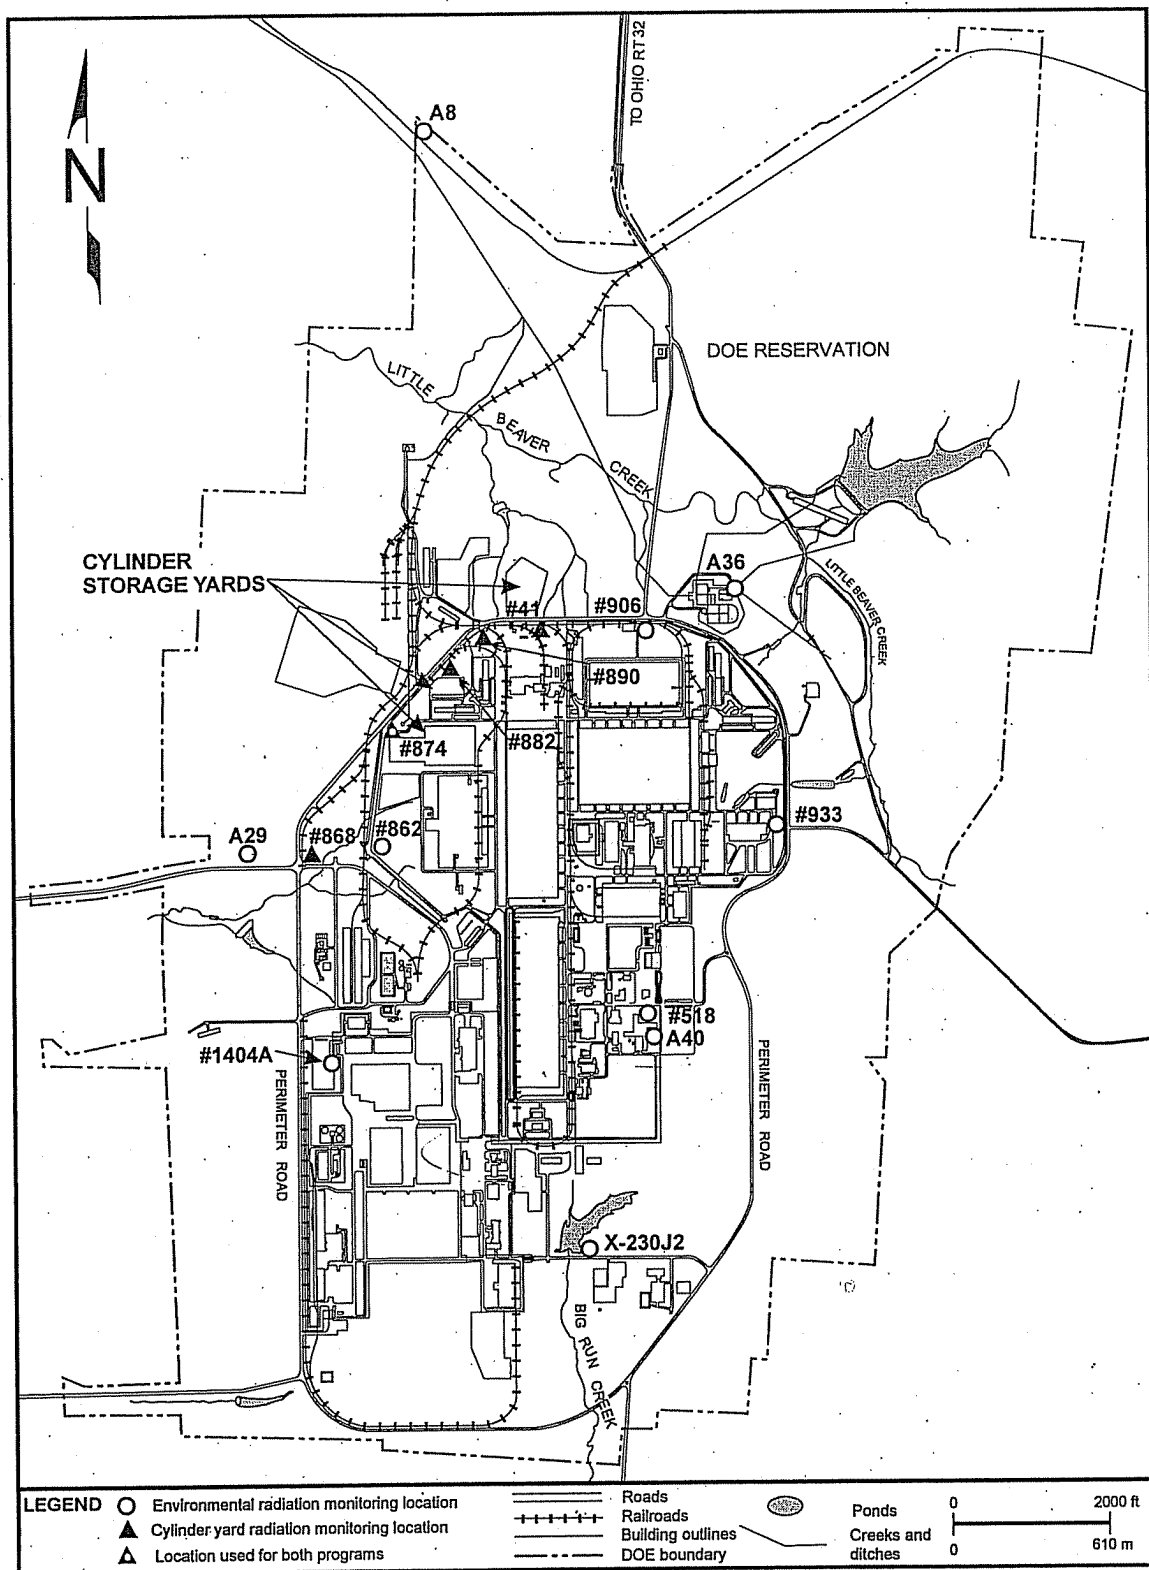 TO OHIO RT 32
A8
N
DOE RESERVATION
LITTLE
BEAVER
CREEK
CYLINDER
STORAGE YARDS
A36
LITTLE BEAVER CREEK
#41
#906
#890
#874
#882
#933
A29
#868
#862
#518
A40
#1404A
PERIMETER ROAD
PERIMETER ROAD
X-230J2
BIG RUN CREEK
LEGEND
Environmental radiation monitoring location
Cylinder yard radiation monitoring location
Location used for both programs
Roads
Railroads
Building outlines
DOE boundary
Ponds
Creeks and
ditches
0 2000 ft
0 610 m